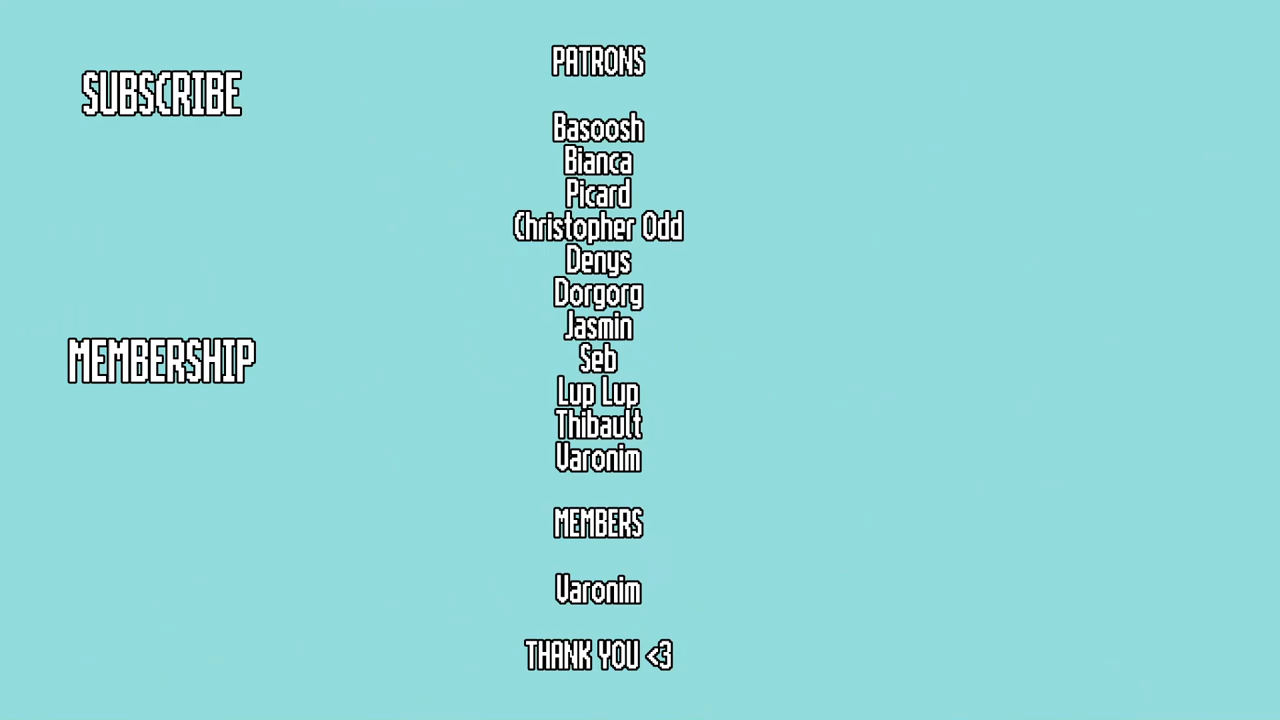 SUBSCRIBE
MEMBERSHIP
PATRONS
Basoosh
Bianca
Picard
Christopher Odd
Denys
Dorgorg
Jasmin
Seb
Lup Lup
Thibault
Varonim
MEMBERS
Varonim
THANK YOU <3